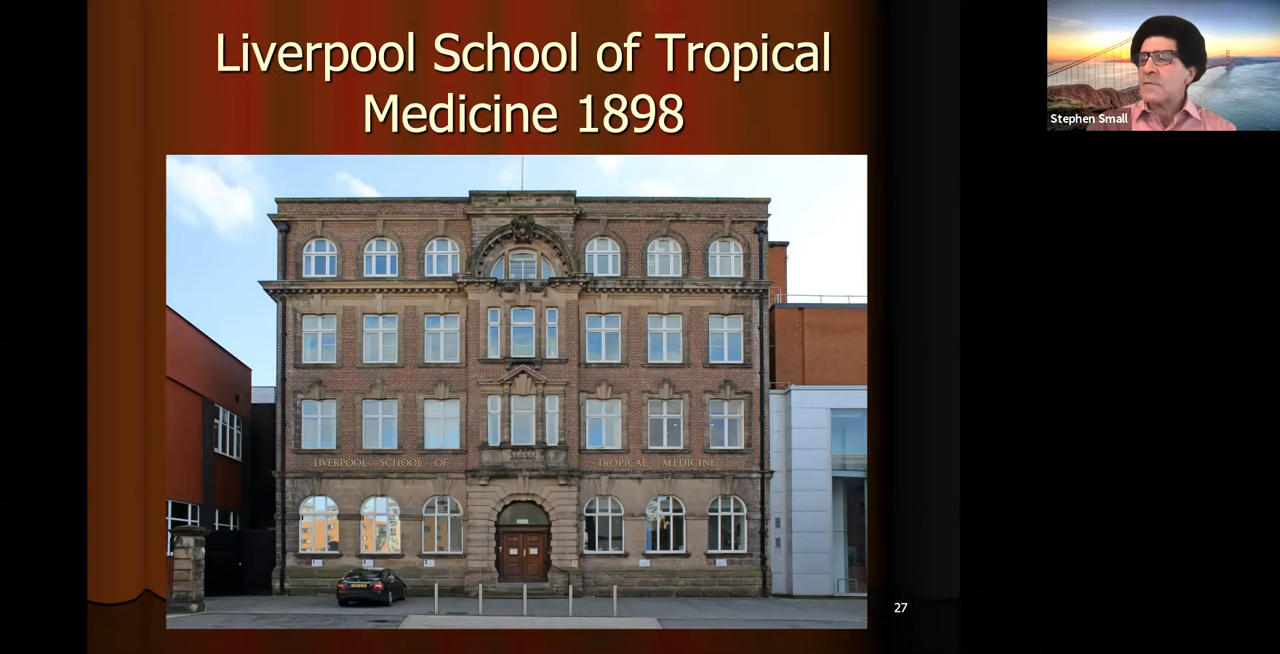 Liverpool School of Tropical
Medicine 1898
Stephen Small
LIVERPOOL SCHOOL OF TROPICAL MEDICINE
27